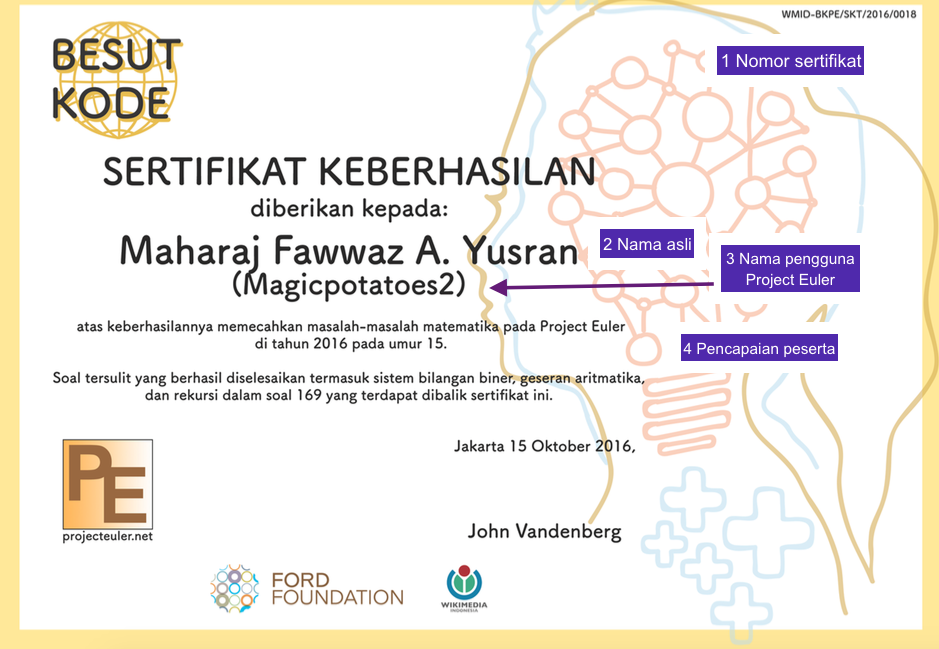 WMID-BKPE/SKT/2016/0018
BESUT
KODE
1 Nomor sertifikat
SERTIFIKAT KEBERHASILAN
diberikan kepada:
Maharaj Fawwaz A. Yusran
2 Nama asli
(Magicpotatoes2)
3 Nama pengguna
Project Euler
atas keberhasilannya memecahkan masalah-masalah matematika pada Project Euler
di tahun 2016 pada umur 15.
4 Pencapaian peserta
Soal tersulit yang berhasil diselesaikan termasuk sistem bilangan biner, geseran aritmatika,
dan rekursi dalam soal 169 yang terdapat dibalik sertifikat ini.
Jakarta 15 Oktober 2016,
PE
projecteuler.net
John Vandenberg
FORD
FOUNDATION
WIKIMEDIA
INDONESIA